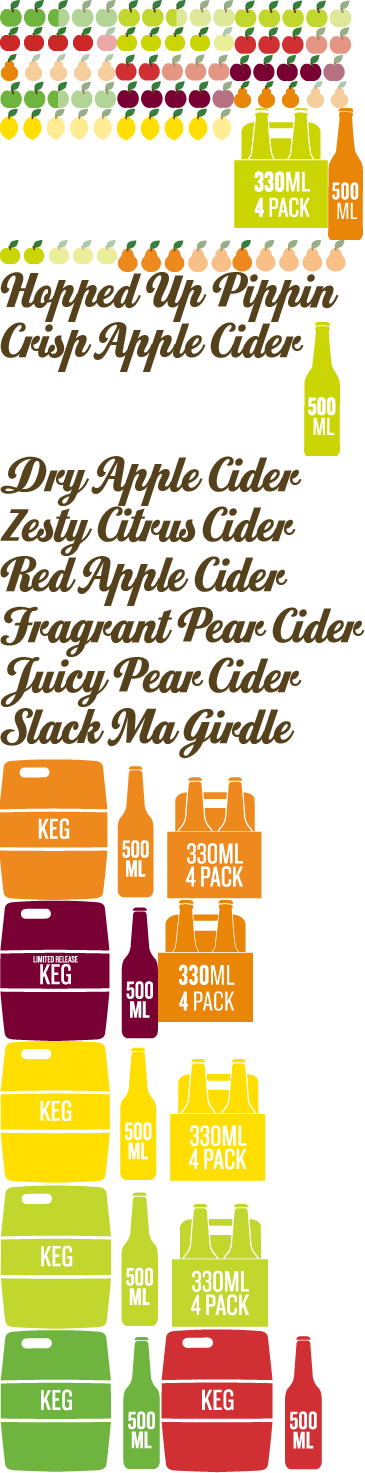 330ML
4 PACK
500
ML
Hopped Up Pippin
Crisp Apple Cider
500
ML
Dry Apple Cider
Zesty Citrus Cider
Red Apple Cider
Fragrant Pear Cider
Juicy Pear Cider
Slack Ma Girdle
KEG
500
ML
330ML
4 PACK
LIMITED RELEASE
KEG
500
ML
330ML
4 PACK
KEG
500
ML
330ML
4 PACK
KEG
500
ML
330ML
4 PACK
KEG
500
ML
KEG
500
ML